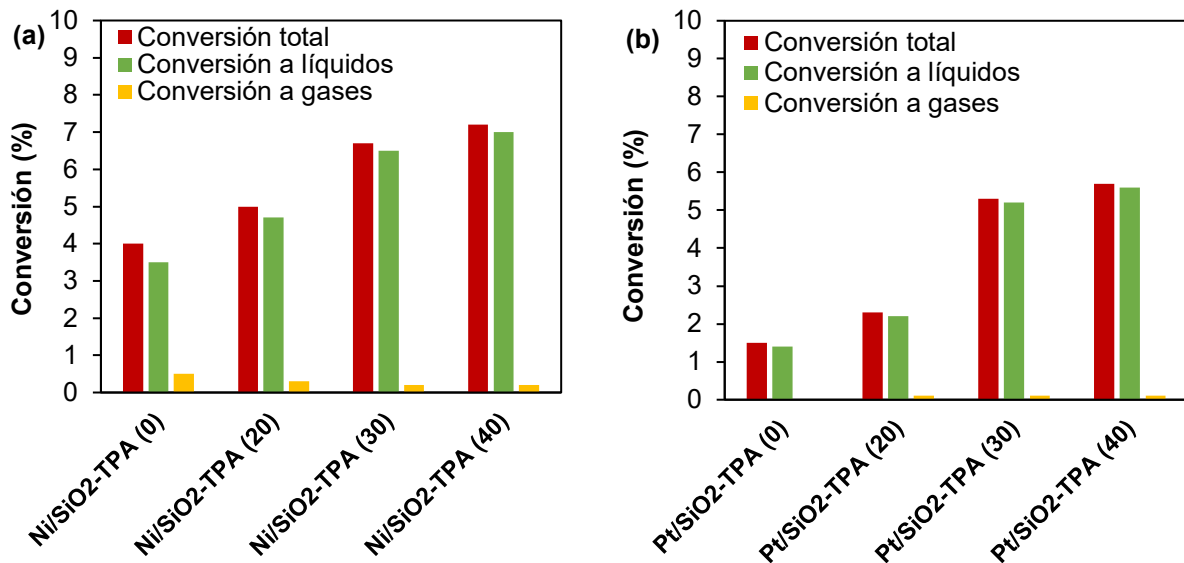 (a)
Conversión total
Conversión a líquidos
Conversión a gases
Conversión (%)
10
9
8
7
6
5
4
3
2
1
0
Ni/SiO2-TPA (0)
Ni/SiO2-TPA (20)
Ni/SiO2-TPA (30)
Ni/SiO2-TPA (40)
(b)
Conversión total
Conversión a líquidos
Conversión a gases
Conversión (%)
10
9
8
7
6
5
4
3
2
1
0
Pt/SiO2-TPA (0)
Pt/SiO2-TPA (20)
Pt/SiO2-TPA (30)
Pt/SiO2-TPA (40)